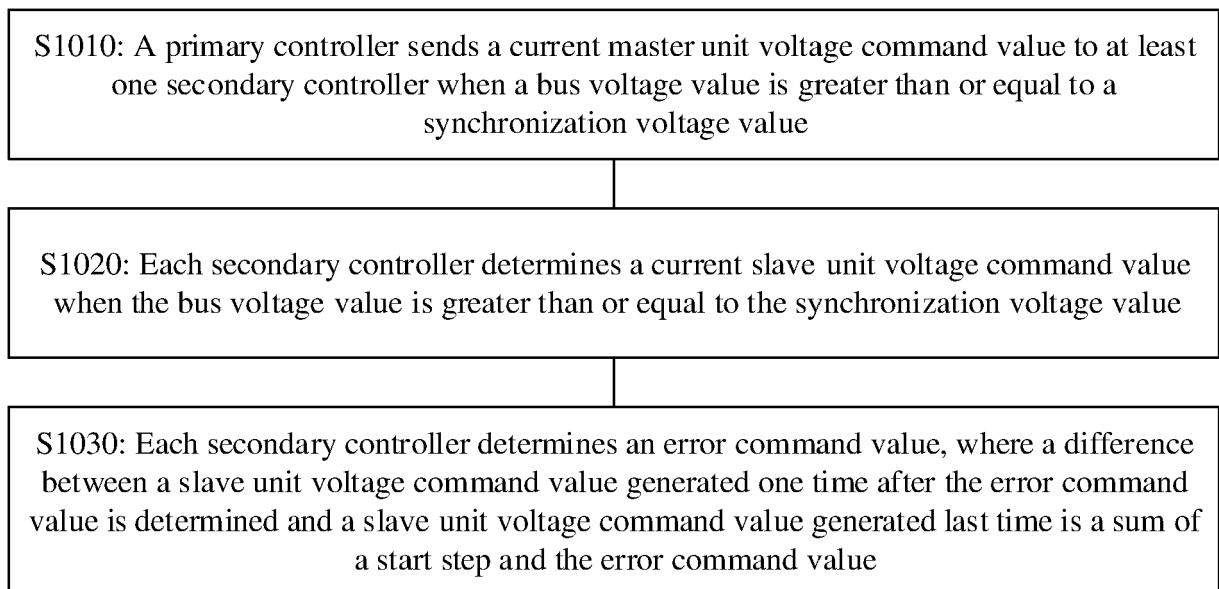 S1010: A primary controller sends a current master unit voltage command value to at least
one secondary controller when a bus voltage value is greater than or equal to a
synchronization voltage value
S1020: Each secondary controller determines a current slave unit voltage command value
when the bus voltage value is greater than or equal to the synchronization voltage value
S1030: Each secondary controller determines an error command value, where a difference
between a slave unit voltage command value generated one time after the error command
value is determined and a slave unit voltage command value generated last time is a sum of
a start step and the error command value